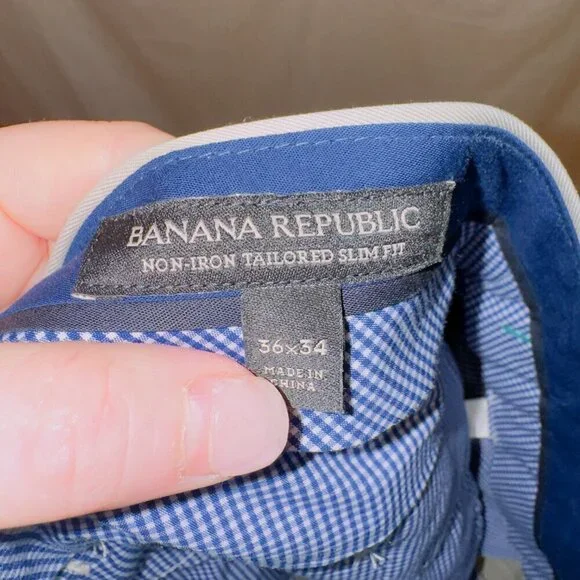 BANANA REPUBLIC
NON-IRON TAILORED SLIM FIT
36x34
MADE IN
CHINA